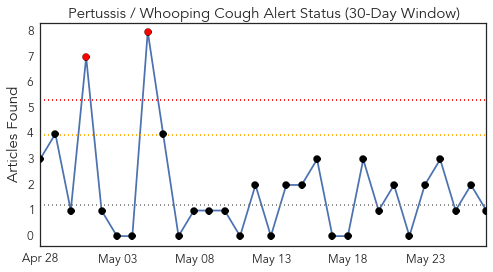 Pertussis / Whooping Cough Alert Status (30-Day Window)
8
7
6
5
4
3
2
1
0
Articles Found
Apr 28
May 03
May 08
May 13
May 18
May 23